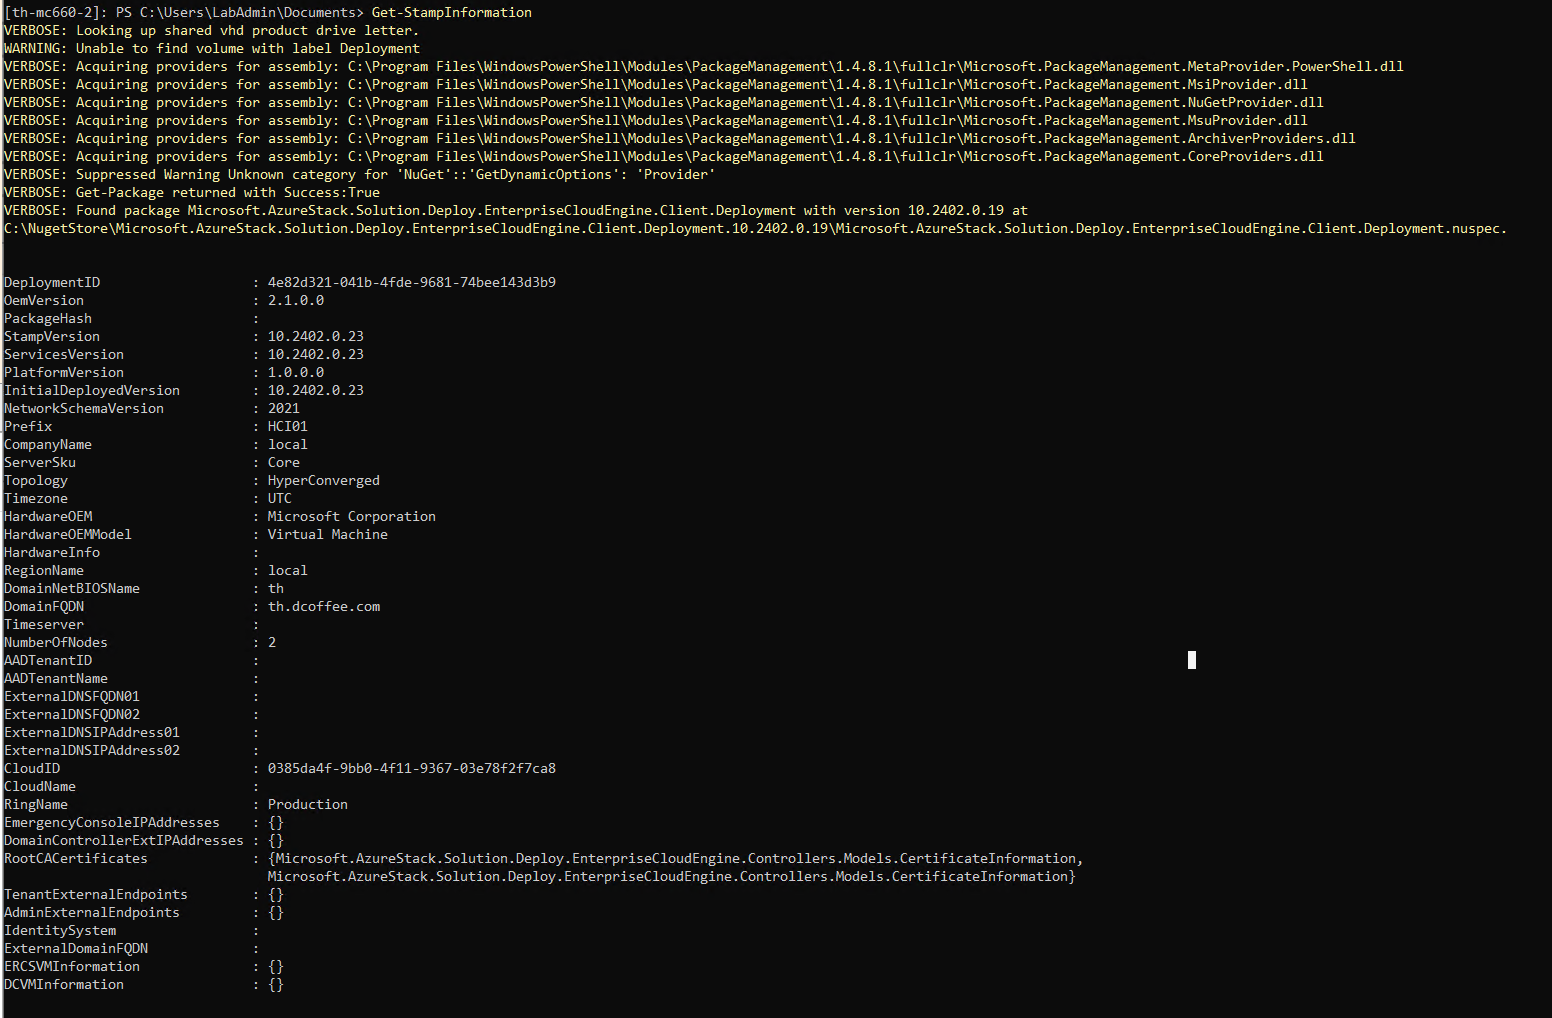 [th-mc660-2]: PS C:\Users\LabAdmin\Documents> Get-StampInformation
VERBOSE: Looking up shared vhd product drive letter.
WARNING: Unable to find volume with label Deployment
VERBOSE: Acquiring providers for assembly: C:\Program Files\WindowsPowerShell\Modules\PackageManagement\1.4.8.1\fullclr\Microsoft.PackageManagement.MetaProvider.PowerShell.dll
VERBOSE: Acquiring providers for assembly: C:\Program Files\WindowsPowerShell\Modules\PackageManagement\1.4.8.1\fullclr\Microsoft.PackageManagement.MsiProvider.dll
VERBOSE: Acquiring providers for assembly: C:\Program Files\WindowsPowerShell\Modules\PackageManagement\1.4.8.1\fullclr\Microsoft.PackageManagement.NuGetProvider.dll
VERBOSE: Acquiring providers for assembly: C:\Program Files\WindowsPowerShell\Modules\PackageManagement\1.4.8.1\fullclr\Microsoft.PackageManagement.MsuProvider.dll
VERBOSE: Acquiring providers for assembly: C:\Program Files\WindowsPowerShell\Modules\PackageManagement\1.4.8.1\fullclr\Microsoft.PackageManagement.ArchiverProviders.dll
VERBOSE: Acquiring providers for assembly: C:\Program Files\WindowsPowerShell\Modules\PackageManagement\1.4.8.1\fullclr\Microsoft.PackageManagement.CoreProviders.dll
VERBOSE: Suppressed Warning Unknown category for 'NuGet'::'GetDynamicOptions': 'Provider'
VERBOSE: Get-Package returned with Success:True
VERBOSE: Found package Microsoft.AzureStack.Solution.Deploy.EnterpriseCloudEngine.Client.Deployment with version 10.2402.0.19 at
C:\NugetStore\Microsoft.AzureStack.Solution.Deploy.EnterpriseCloudEngine.Client.Deployment.10.2402.0.19\Microsoft.AzureStack.Solution.Deploy.EnterpriseCloudEngine.Client.Deployment.nuspec.
DeploymentID : 4e82d321-041b-4fde-9681-74bee143d3b9
OemVersion : 2.1.0.0
PackageHash :
StampVersion : 10.2402.0.23
ServicesVersion : 10.2402.0.23
PlatformVersion : 1.0.0.0
InitialDeployedVersion : 10.2402.0.23
NetworkSchemaVersion : 2021
Prefix : HCI01
CompanyName : local
ServerSku : Core
Topology : HyperConverged
Timezone : UTC
HardwareOEM : Microsoft Corporation
HardwareOEMModel : Virtual Machine
HardwareInfo :
RegionName : local
DomainNetBIOSName : th
DomainFQDN : th.dcoffee.com
Timeserver :
NumberOfNodes : 2
AADTenantID :
AADTenantName :
ExternalDNSFQDN01 :
ExternalDNSFQDN02 :
ExternalDNSIPAddress01 :
ExternalDNSIPAddress02 :
CloudID : 0385da4f-9bb0-4f11-9367-03e78f2f7ca8
CloudName :
RingName : Production
EmergencyConsoleIPAddresses : {}
DomainControllerExtIPAddresses : {}
RootCACertificates : {Microsoft.AzureStack.Solution.Deploy.EnterpriseCloudEngine.Controllers.Models.CertificateInformation,
Microsoft.AzureStack.Solution.Deploy.EnterpriseCloudEngine.Controllers.Models.CertificateInformation}
TenantExternalEndpoints : {}
AdminExternalEndpoints : {}
IdentitySystem :
ExternalDomainFQDN :
ERCSVMInformation : {}
DCVMInformation : {}